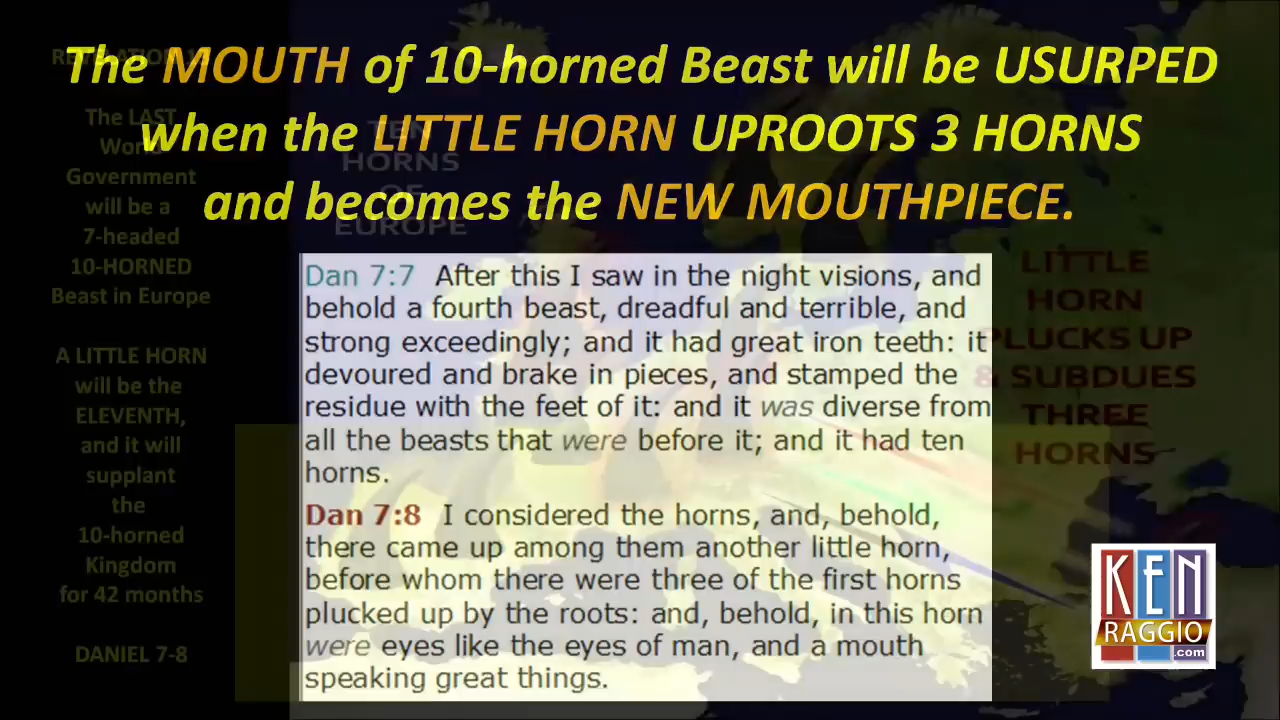 The MOUTH of 10-horned Beast will be USURPED
when the LITTLE HORN UPROOTS 3 HORNS
and becomes the NEW MOUTHPIECE.
REVELATION
The LAST
World
Government
will be a
7-headed
10-HORNED
Beast in Europe
A LITTLE HORN
will be the
ELEVENTH,
and it will
supplant
the
10-horned
Kingdom
for 42 months
DANIEL 7-8
TEN
HORNS
OF
EUROPE
Dan 7:7 After this I saw in the night visions, and
behold a fourth beast, dreadful and terrible, and
strong exceedingly; and it had great iron teeth: it
devoured and brake in pieces, and stamped the
residue with the feet of it: and it was diverse from
all the beasts that were before it; and it had ten
horns.
Dan 7:8 I considered the horns, and, behold,
there came up among them another little horn,
before whom there were three of the first horns
plucked up by the roots: and, behold, in this horn
were eyes like the eyes of man, and a mouth
speaking great things.
LITTLE
HORN
PLUCKS UP
& SUBDUES
THREE
HORNS
KEN
RAGGIO
.com